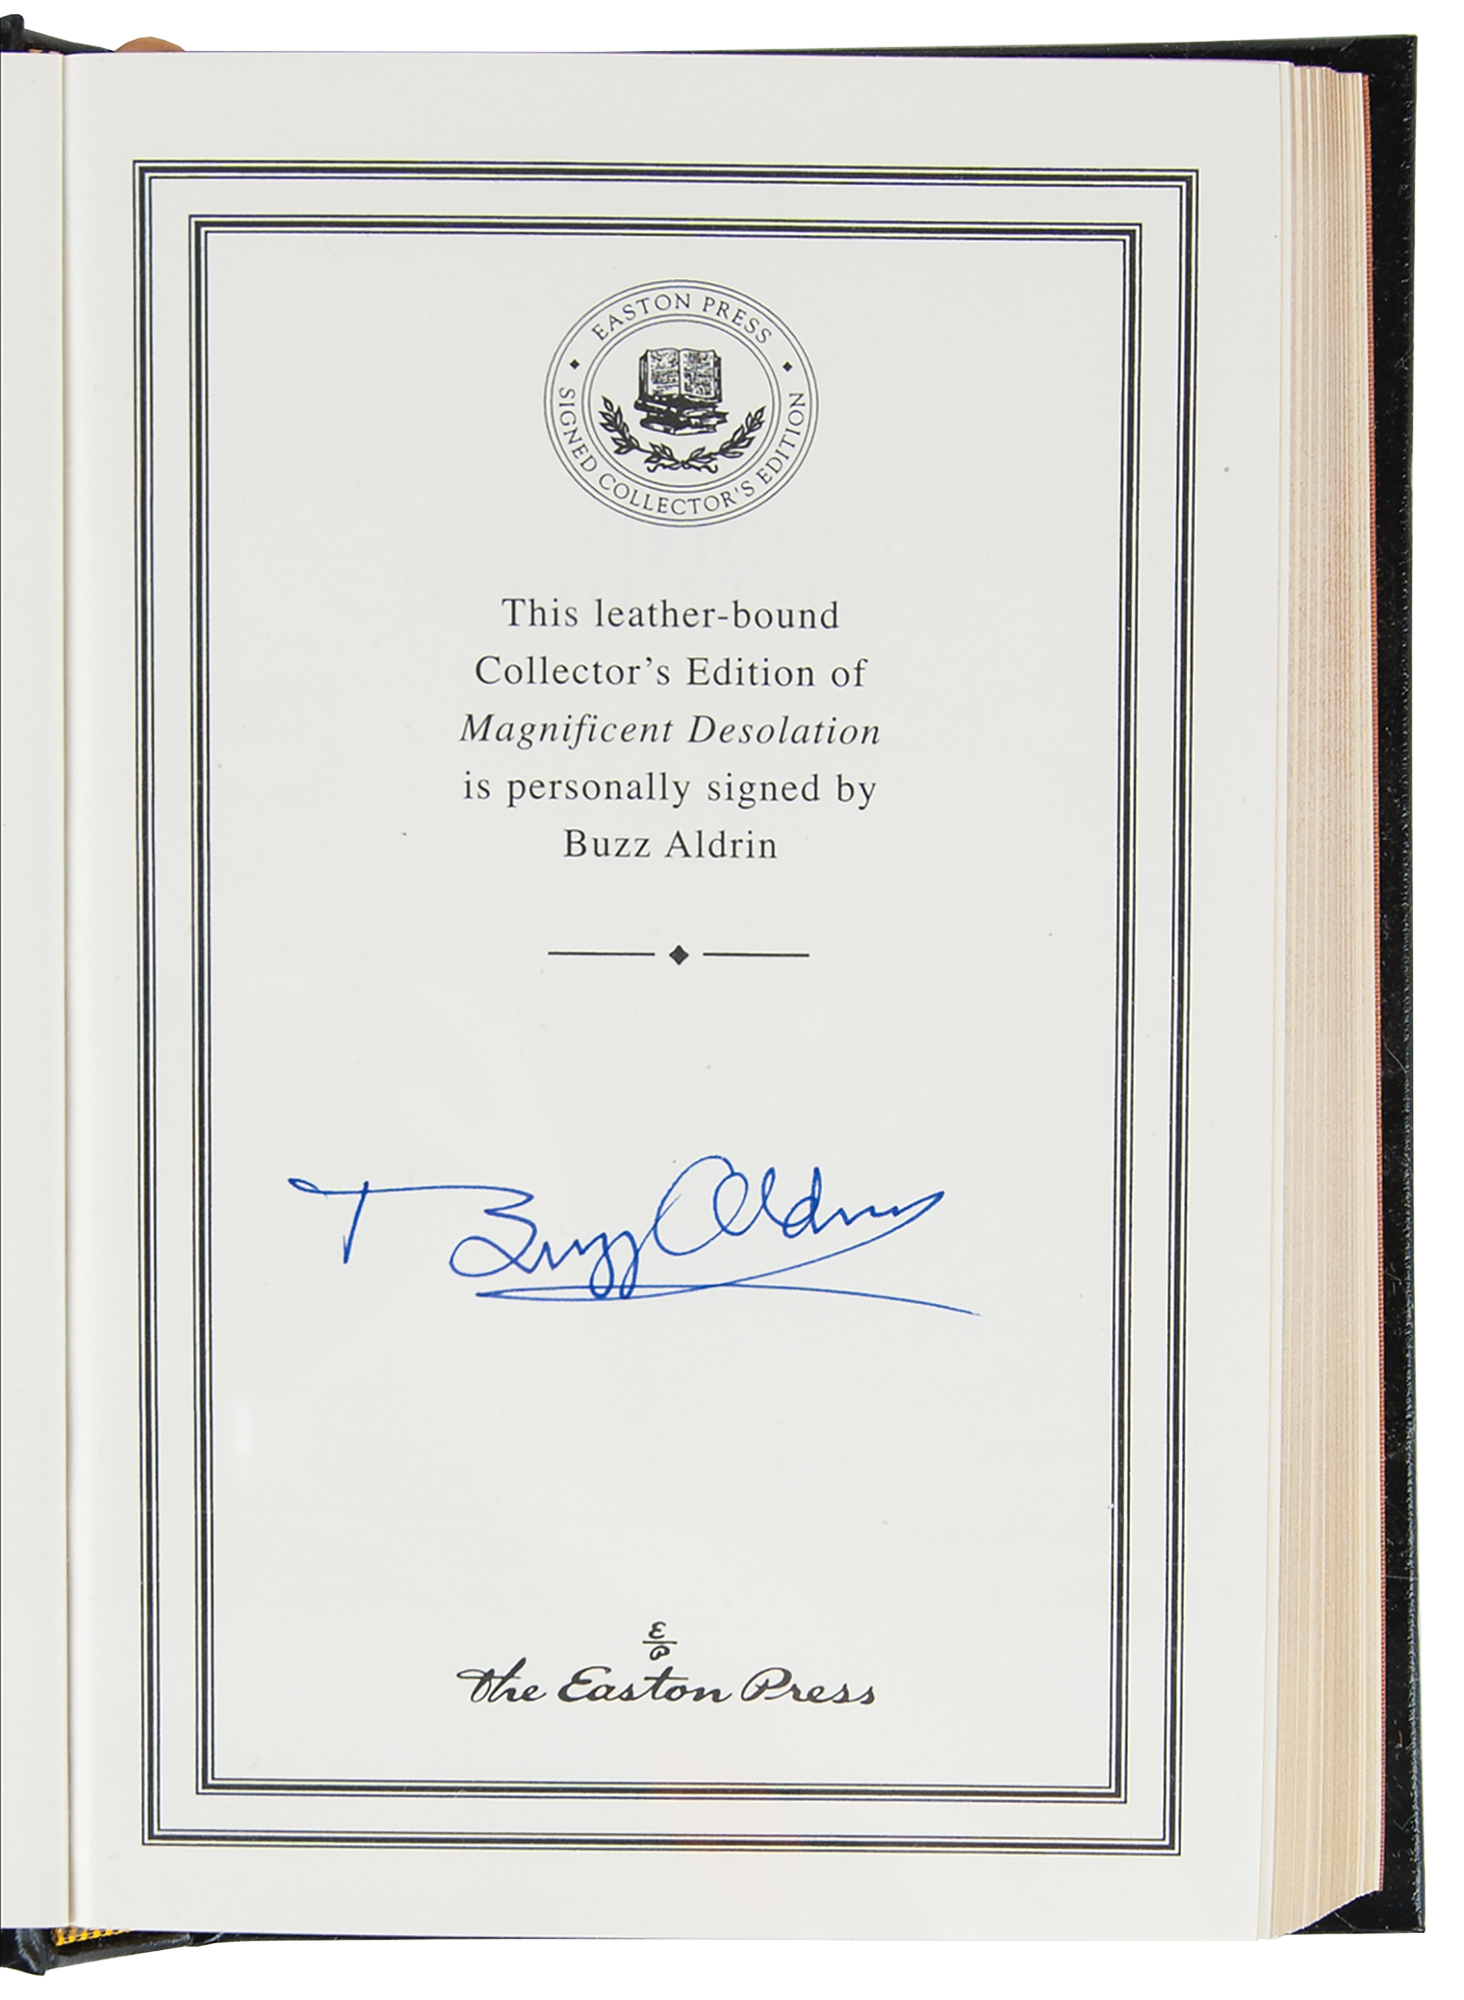 EASTON PRESS
SIGNED COLLECTOR'S EDITION
This leather-bound
Collector's Edition of
Magnificent Desolation
is personally signed by
Buzz Aldrin
Buzz Aldrin
E
P
The Easton Press